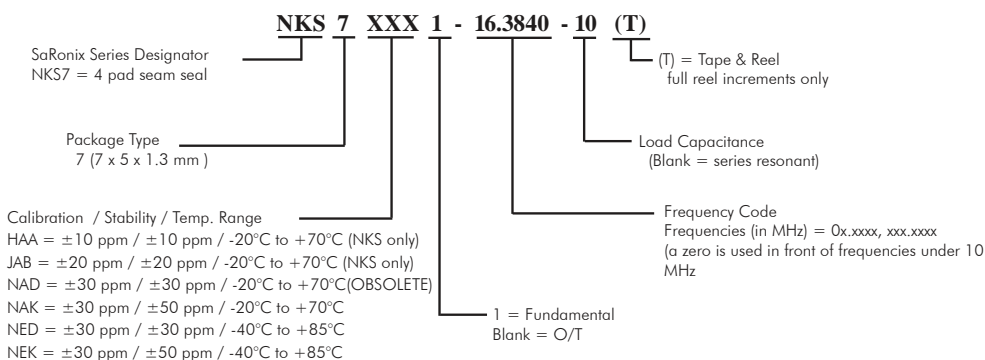 NKS 7 XXX 1 - 16.3840 - 10 (T)
SaRonix Series Designator
NKS7 = 4 pad seam seal
(T) = Tape & Reel
full reel increments only
Package Type
7 (7 x 5 x 1.3 mm )
Load Capacitance
(Blank = series resonant)
Calibration / Stability / Temp. Range
HAA = ±10 ppm / ±10 ppm / -20°C to +70°C (NKS only)
JAB = ±20 ppm / ±20 ppm / -20°C to +70°C (NKS only)
NAD = ±30 ppm / ±30 ppm / -20°C to +70°C(OBSOLETE)
NAK = ±30 ppm / ±50 ppm / -20°C to +70°C
NED = ±30 ppm / ±30 ppm / -40°C to +85°C
NEK = ±30 ppm / ±50 ppm / -40°C to +85°C
Frequency Code
Frequencies (in MHz) = 0x.xxxx, xxx.xxxx
(a zero is used in front of frequencies under 10
MHz
1 = Fundamental
Blank = O/T